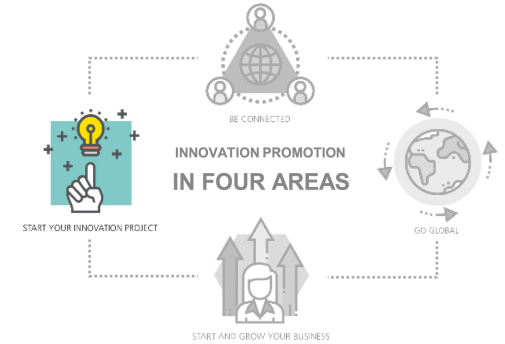 BE CONNECTED
INNOVATION PROMOTION
IN FOUR AREAS
START YOUR INNOVATION PROJECT
GO GLOBAL
START AND GROW YOUR BUSINESS